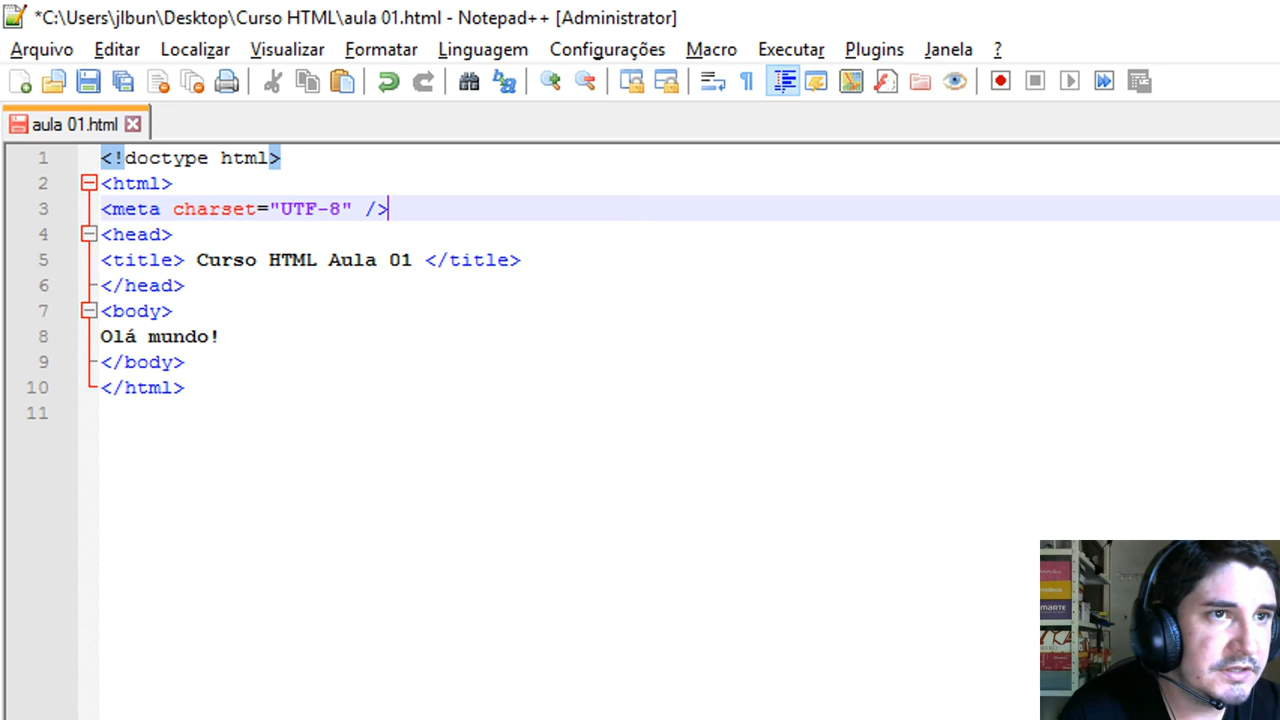 *C:\Users\jlbun\Desktop\Curso HTML\aula 01.html - Notepad++ [Administrator]
Arquivo Editar Localizar Visualizar Formatar Linguagem Configurações Macro Executar Plugins Janela ?
aula 01.html
1 <!doctype html>
2 <html>
3 <meta charset="UTF-8" />
4 <head>
5 <title> Curso HTML Aula 01 </title>
6 </head>
7 <body>
8 Olá mundo!
9 </body>
10 </html>
11